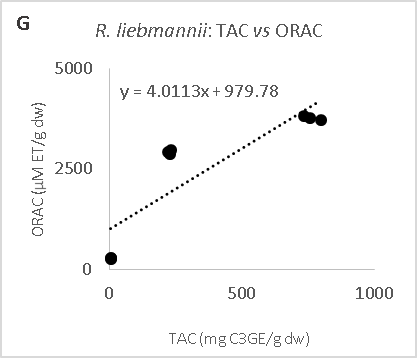 G
R. liebmannii: TAC vs ORAC
5000
y = 4.0113x + 979.78
ORAC (µM ET/g dw)
2500
0
0 500 1000
TAC (mg C3GE/g dw)